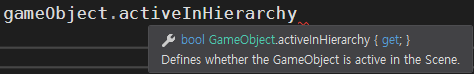 gameObject.activeInHierarchy
bool GameObject.activeInHierarchy { get; }
Defines whether the GameObject is active in the Scene.